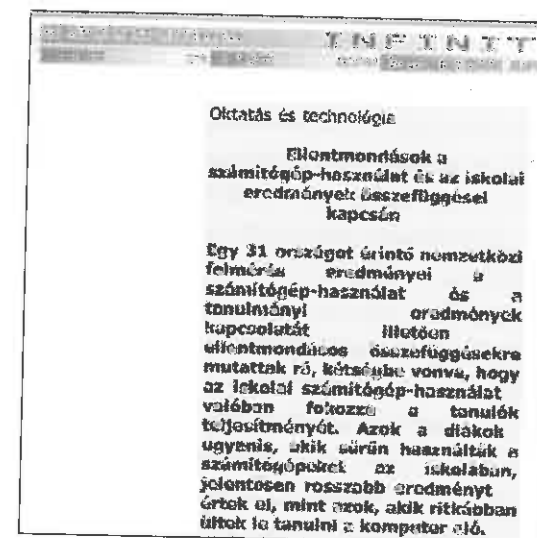 INFINIT
Oktatás és technológia
Ellentmondások a
számítógép-használat és az iskolai
eredmények összefüggései
kapcsán
Egy 31 országot érintő nemzetközi
felmérés eredményei a
számítógép-használat és a
tanulmányi eredmények
kapcsolatát illetően
ellentmondásos összefüggésekre
mutattak rá, kétségbe vonva, hogy
az iskolai számítógép-használat
valóban fokozza a tanulók
teljesítményét. Azok a diákok
ugyenis, akik sűrűn használták a
számítógépeket az iskolában,
jelentősen rosszabb eredményt
értek el, mint azok, akik ritkábban
ültek le tanulni a komputer elé.